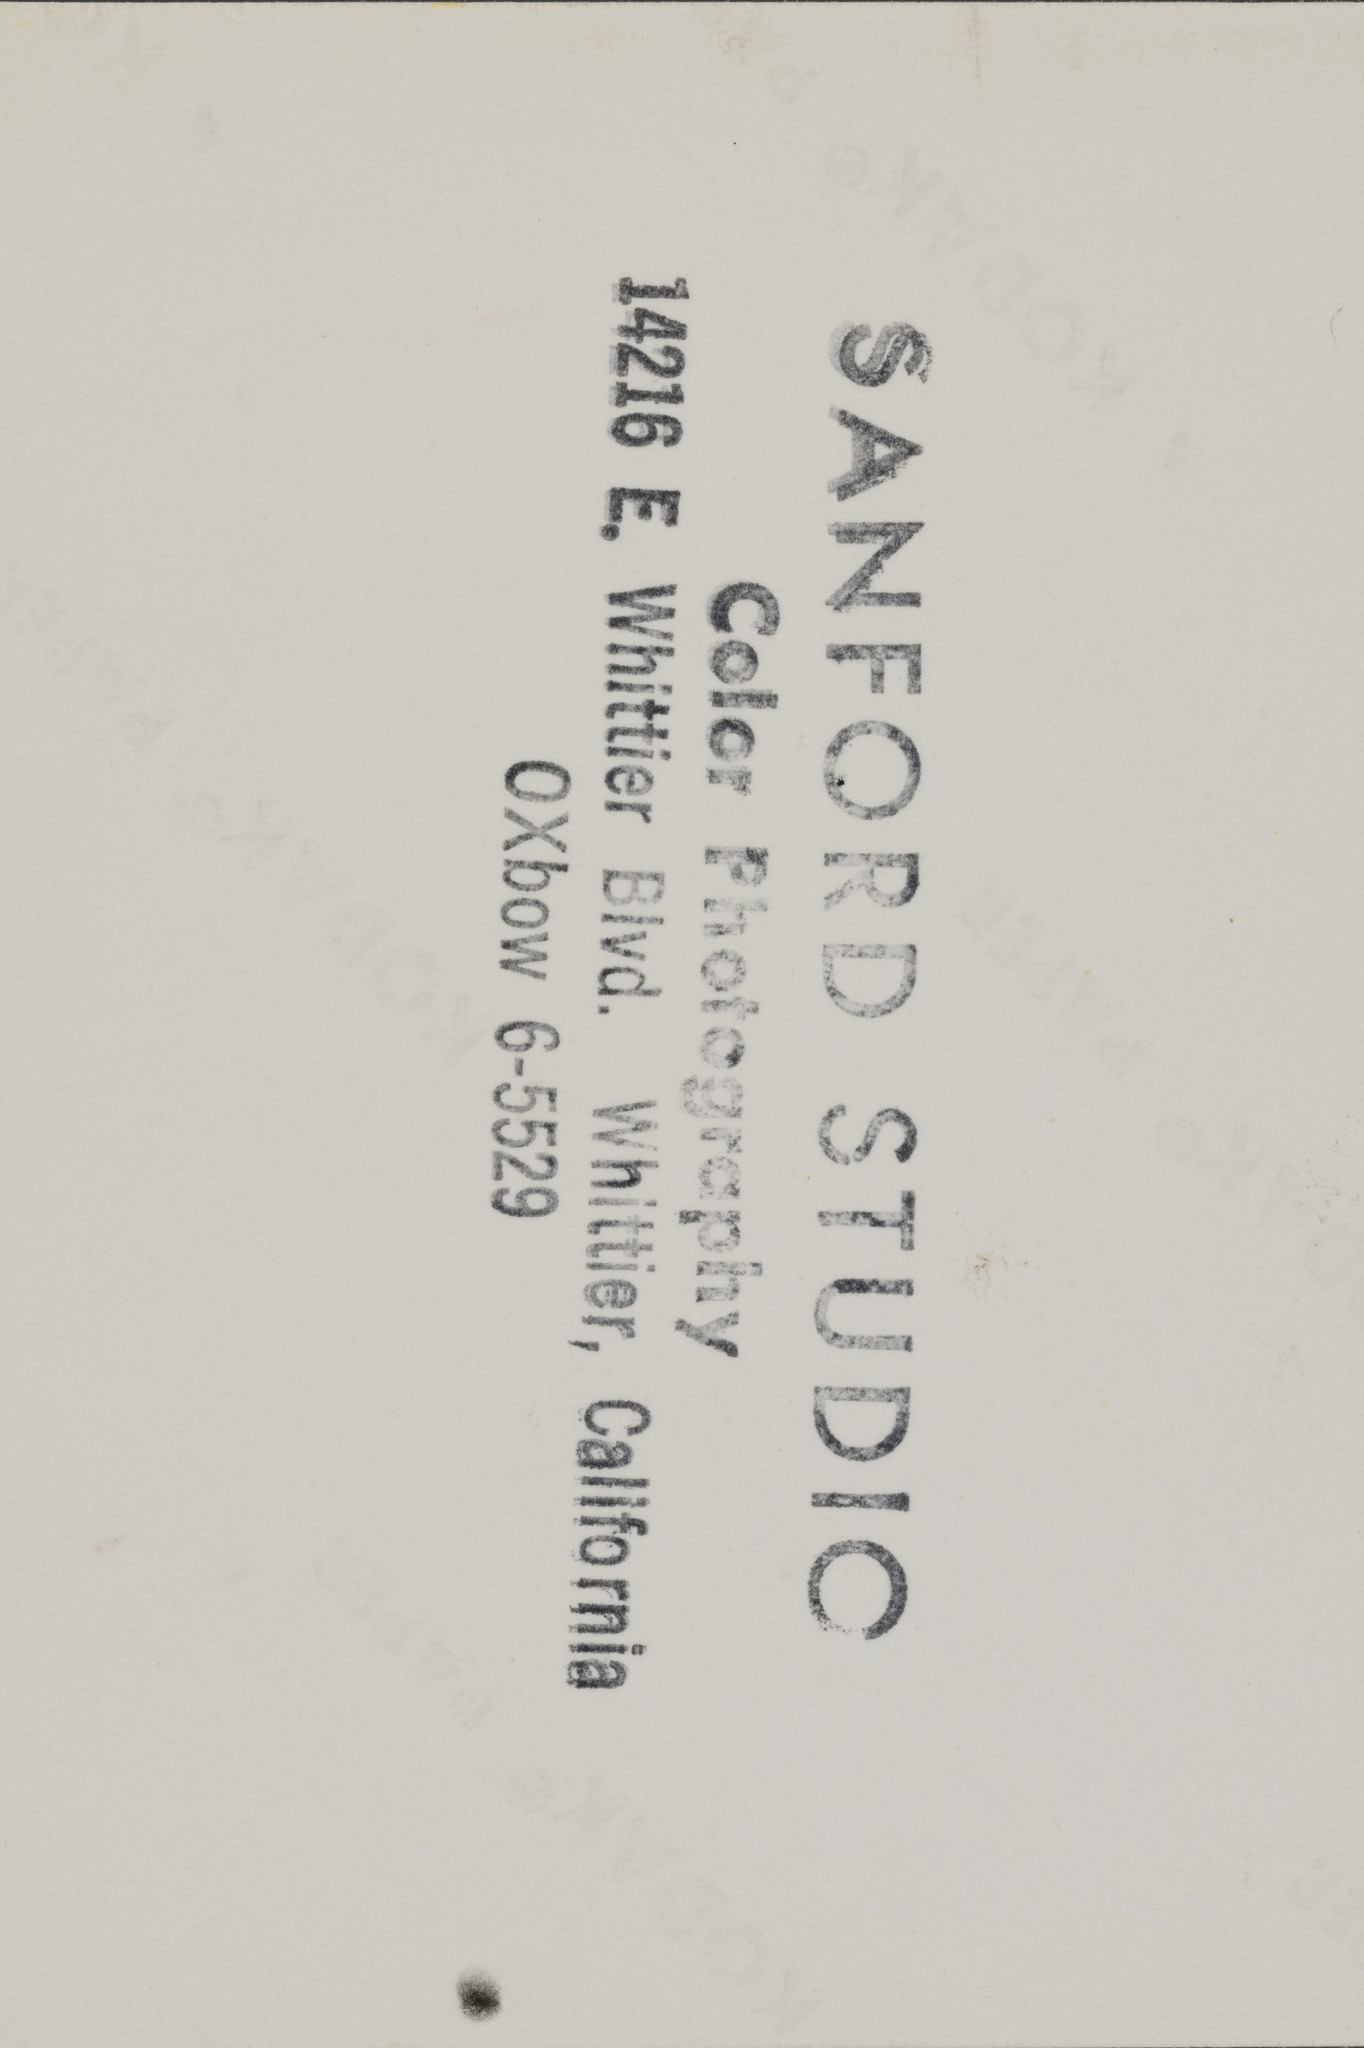 SANFORD STUDIO
Color Photography
14216 E. Whittier Blvd. Whittier, California
OXbow 6-5529